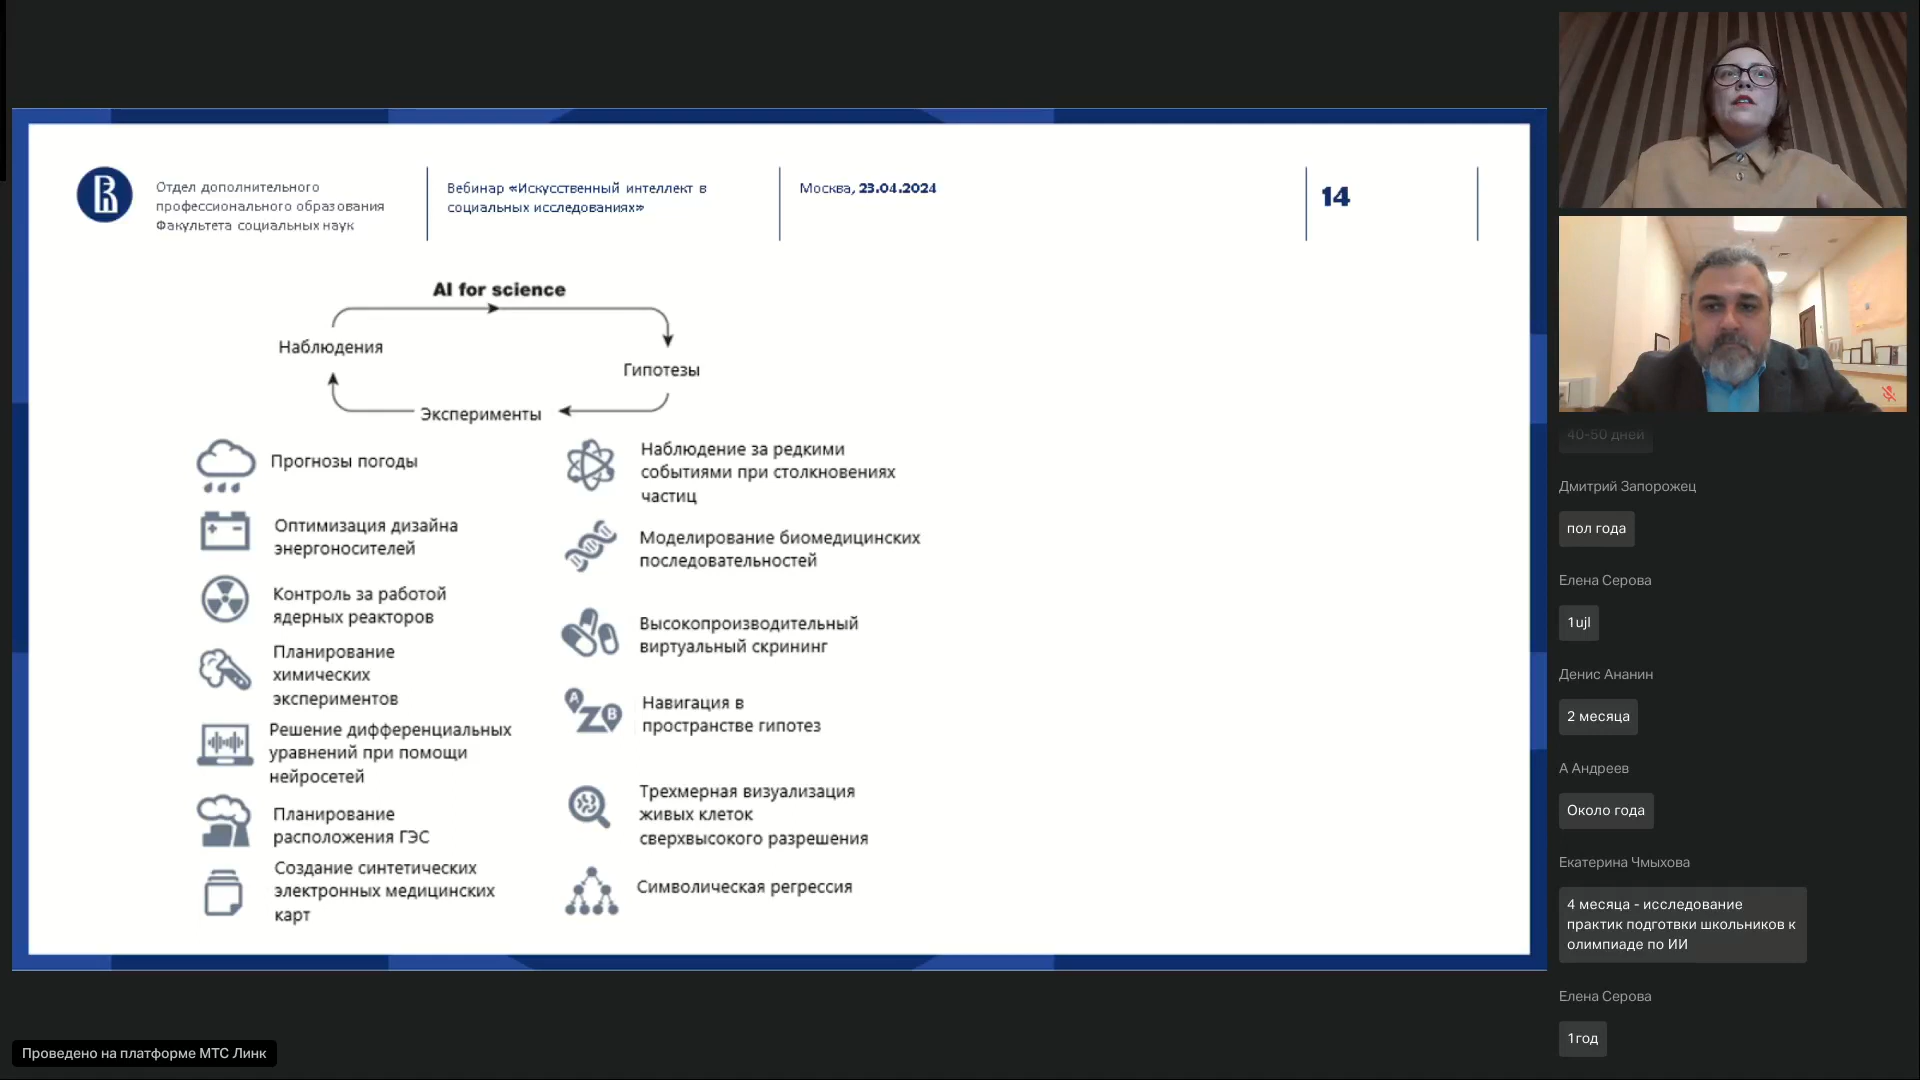 Отдел дополнительного
профессионального образования
Факультета социальных наук
Вебинар «Искусственный интеллект в
социальных исследованиях»
Москва, 23.04.2024
14
AI for science
Наблюдения
Гипотезы
Эксперименты
Прогнозы погоды
Оптимизация дизайна
энергоносителей
Контроль за работой
ядерных реакторов
Планирование
химических
экспериментов
Решение дифференциальных
уравнений при помощи
нейросетей
Планирование
расположения ГЭС
Создание синтетических
электронных медицинских
карт
Наблюдение за редкими
событиями при столкновениях
частиц
Моделирование биомедицинских
последовательностей
Высокопроизводительный
виртуальный скрининг
A
B
Навигация в
пространстве гипотез
Трехмерная визуализация
живых клеток
сверхвысокого разрешения
Символическая регрессия
40-50 дней
Дмитрий Запорожец
пол года
Елена Серова
1ujl
Денис Ананин
2 месяца
А Андреев
Около года
Екатерина Чмыхова
4 месяца - исследование
практик подготвки школьников к
олимпиаде по ИИ
Елена Серова
1год
Проведено на платформе МТС Линк